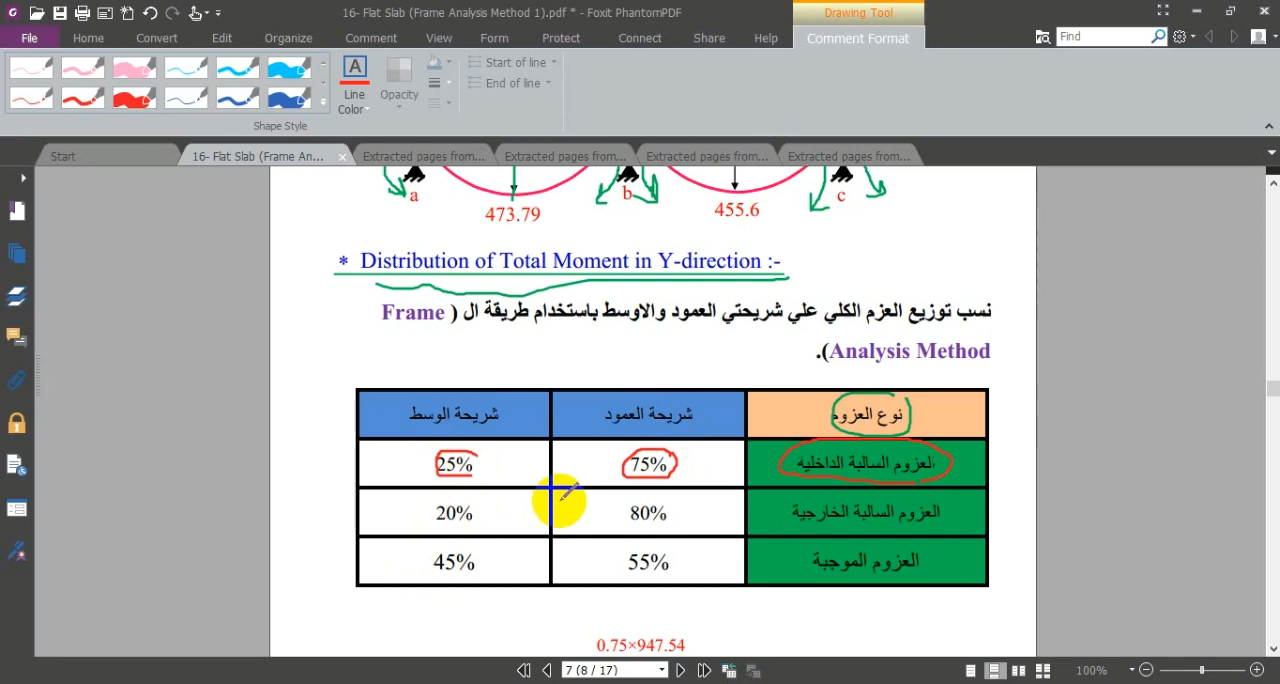 16- Flat Slab (Frame Analysis Method 1).pdf * - Foxit PhantomPDF
Drawing Tool
File Home Convert Edit Organize Comment View Form Protect Connect Share Help Comment Format
Find
Line Color
Opacity
Start of line
End of line
Shape Style
Start
16- Flat Slab (Frame An...
Extracted pages from...
Extracted pages from...
Extracted pages from...
Extracted pages from...
a b c
473.79 455.6
* Distribution of Total Moment in Y-direction :-
نسب توزيع العزم الكلي علي شريحتي العمود والاوسط باستخدام طريقة ال ( Frame
Analysis Method).
نوع العزوم شريحة العمود شريحة الوسط
العزوم السالبة الداخلية 75% 25%
العزوم السالبة الخارجية 80% 20%
العزوم الموجبة 55% 45%
0.75×947.54
7 (8 / 17)
100%